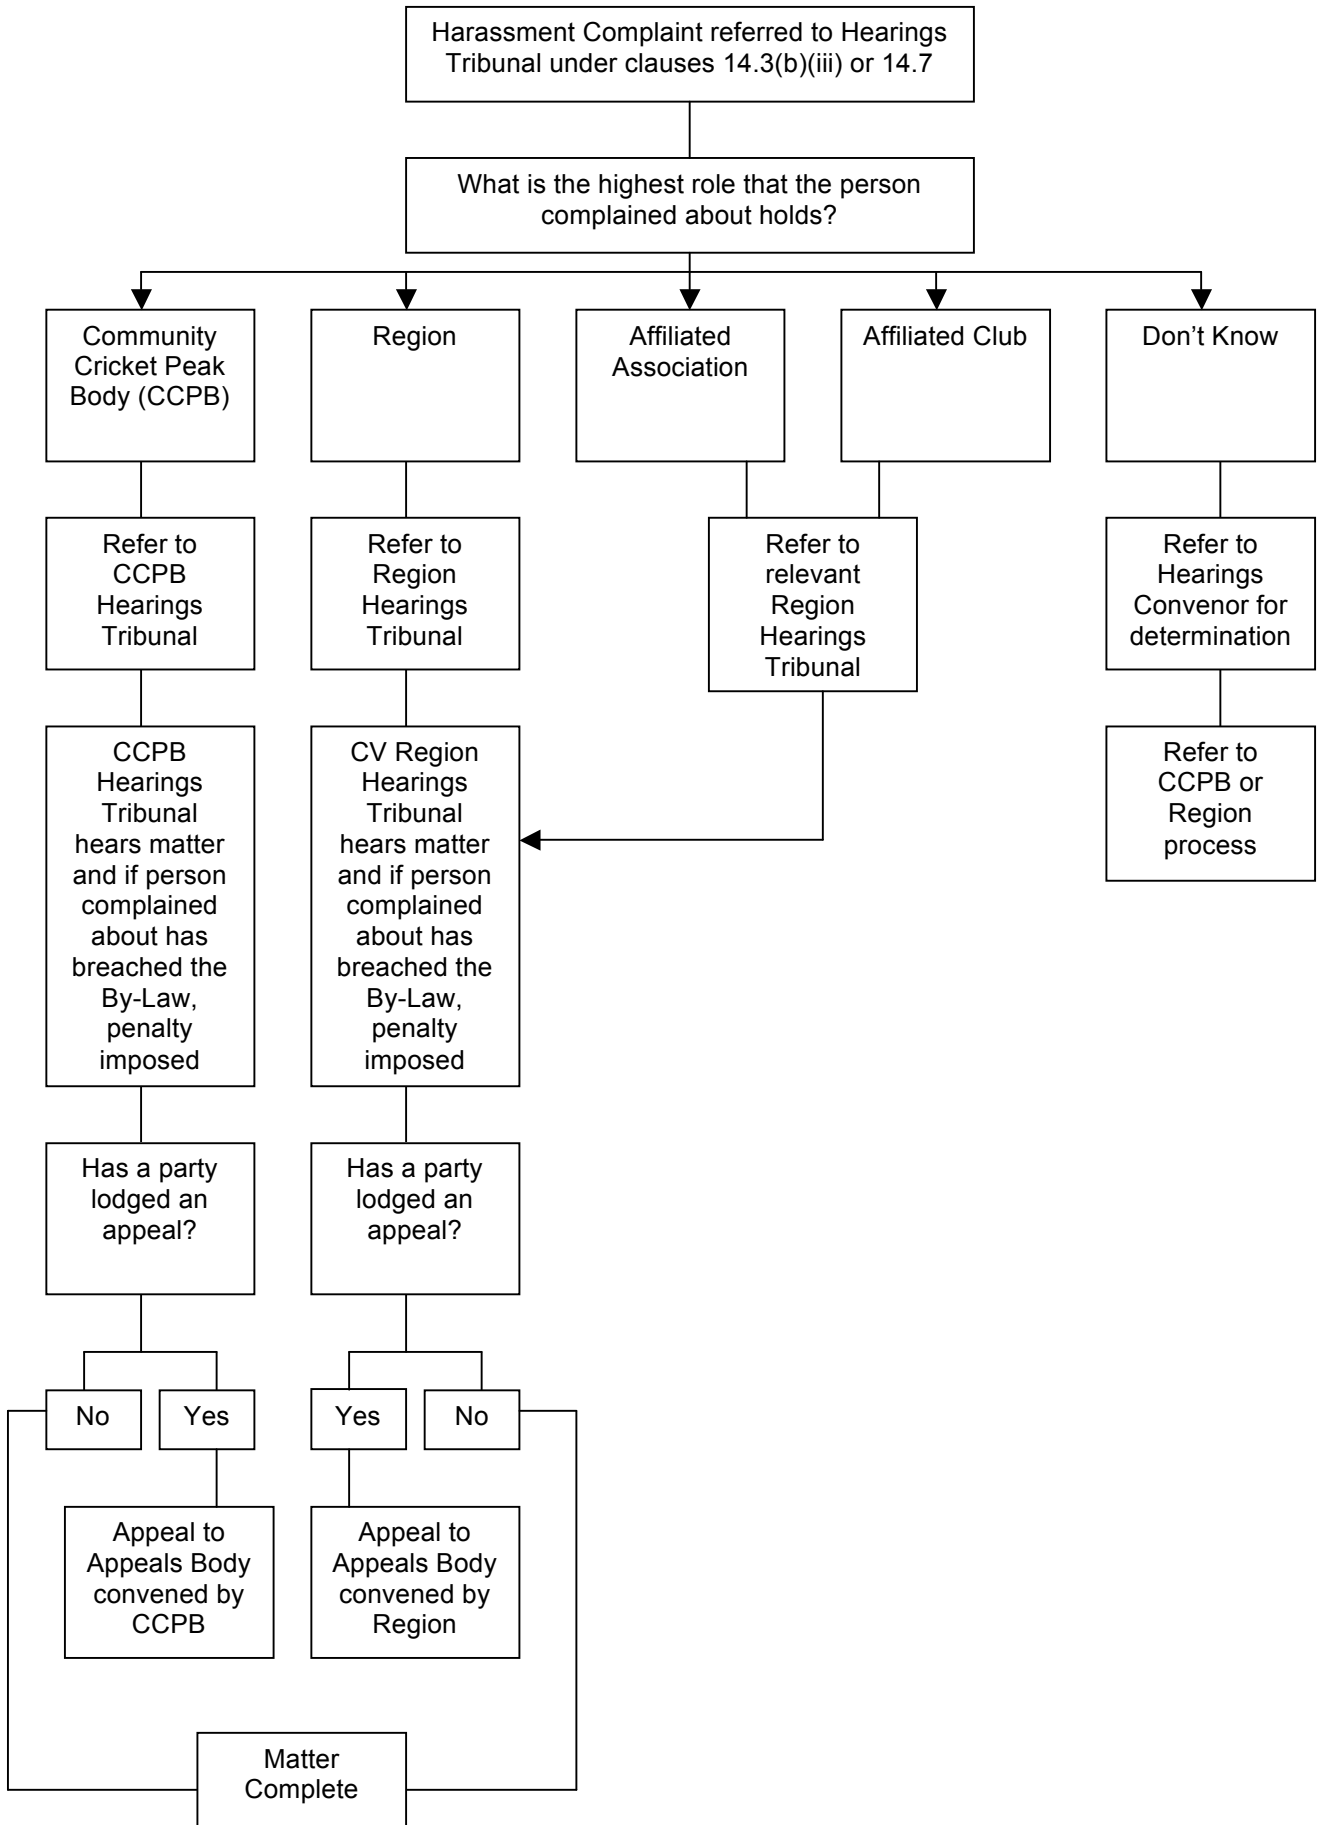 Harassment Complaint referred to Hearings
Tribunal under clauses 14.3(b)(iii) or 14.7
What is the highest role that the person
complained about holds?
Community
Cricket Peak
Body (CCPB)
Region
Affiliated
Association
Affiliated Club
Don’t Know
Refer to
CCPB
Hearings
Tribunal
Refer to
Region
Hearings
Tribunal
Refer to
relevant
Region
Hearings
Tribunal
Refer to
Hearings
Convenor for
determination
CCPB
Hearings
Tribunal
hears matter
and if person
complained
about has
breached the
By-Law,
penalty
imposed
CV Region
Hearings
Tribunal
hears matter
and if person
complained
about has
breached the
By-Law,
penalty
imposed
Refer to
CCPB or
Region
process
Has a party
lodged an
appeal?
Has a party
lodged an
appeal?
No
Yes
Yes
No
Appeal to
Appeals Body
convened by
CCPB
Appeal to
Appeals Body
convened by
Region
Matter
Complete